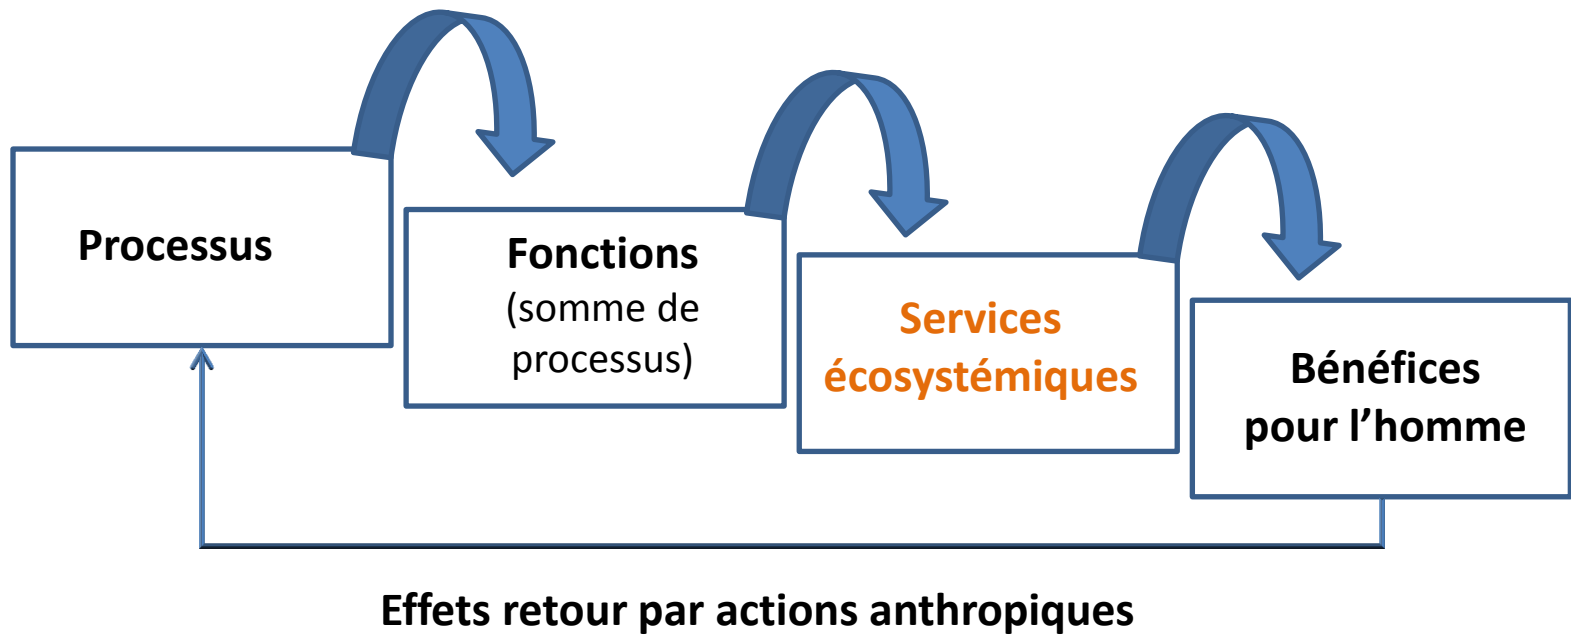 Processus
Fonctions
(somme de
processus)
Services
écosystémiques
Bénéfices
pour l’homme
Effets retour par actions anthropiques